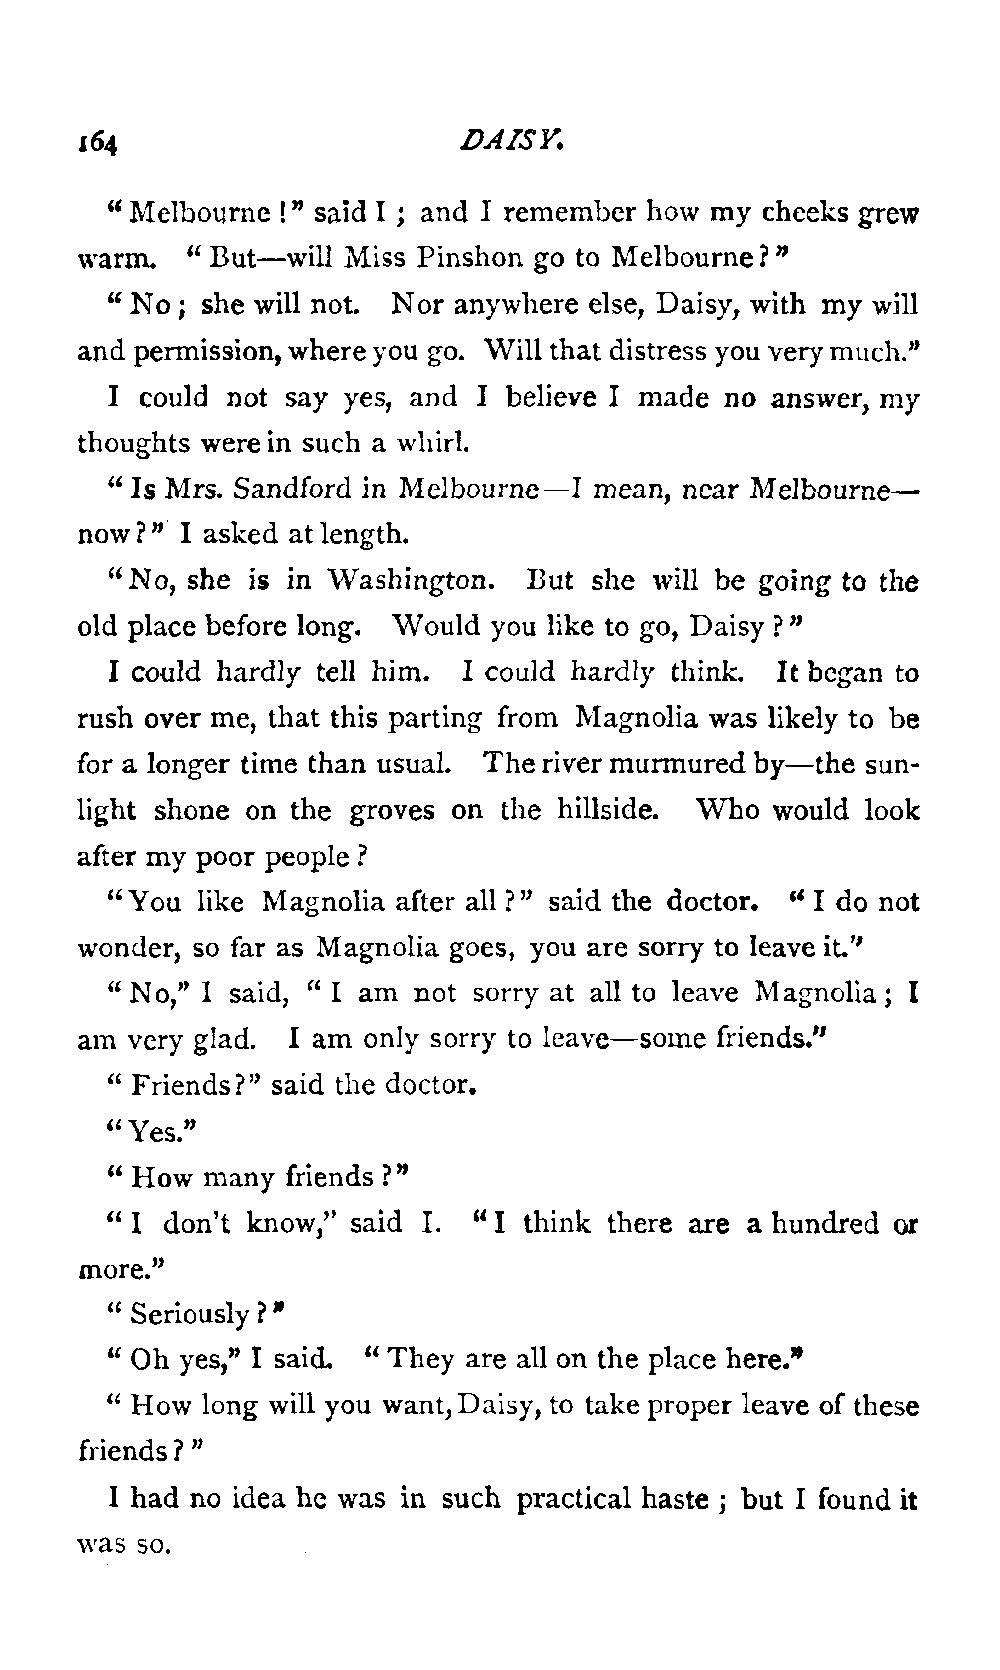 164 DAISY.
“Melbourne!” said I; and I remember how my cheeks grew
warm. “But—will Miss Pinshon go to Melbourne?”
“No; she will not. Nor anywhere else, Daisy, with my will
and permission, where you go. Will that distress you very much.”
I could not say yes, and I believe I made no answer, my
thoughts were in such a whirl.
“Is Mrs. Sandford in Melbourne—I mean, near Melbourne—
now?” I asked at length.
“No, she is in Washington. But she will be going to the
old place before long. Would you like to go, Daisy?”
I could hardly tell him. I could hardly think. It began to
rush over me, that this parting from Magnolia was likely to be
for a longer time than usual. The river murmured by—the sun-
light shone on the groves on the hillside. Who would look
after my poor people?
“You like Magnolia after all?” said the doctor. “I do not
wonder, so far as Magnolia goes, you are sorry to leave it.”
“No,” I said, “I am not sorry at all to leave Magnolia; I
am very glad. I am only sorry to leave—some friends.”
“Friends?” said the doctor.
“Yes.”
“How many friends?”
“I don't know,” said I. “I think there are a hundred or
more.”
“Seriously?”
“Oh yes,” I said. “They are all on the place here.”
“How long will you want, Daisy, to take proper leave of these
friends?”
I had no idea he was in such practical haste; but I found it
was so.